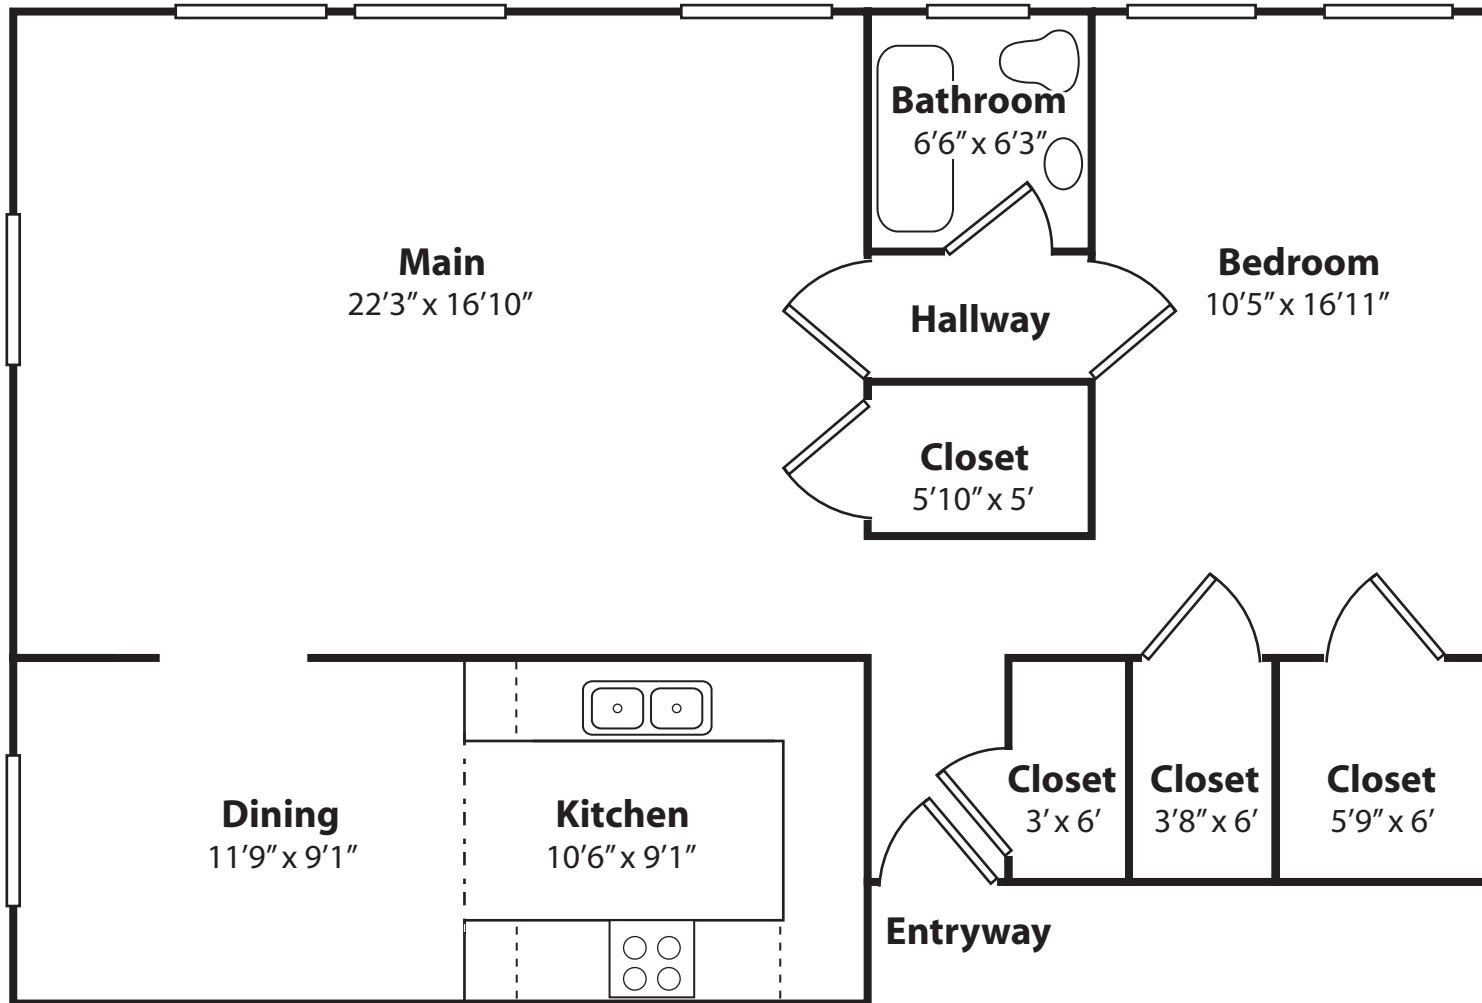 Bathroom
6’6” x 6’3”
Main
22’3” x 16’10”
Hallway
Bedroom
10’5” x 16’11”
Closet
5’10” x 5’
Dining
11’9” x 9’1”
Kitchen
10’6” x 9’1”
Closet
3’ x 6’
Closet
3’8” x 6’
Closet
5’9” x 6’
Entryway